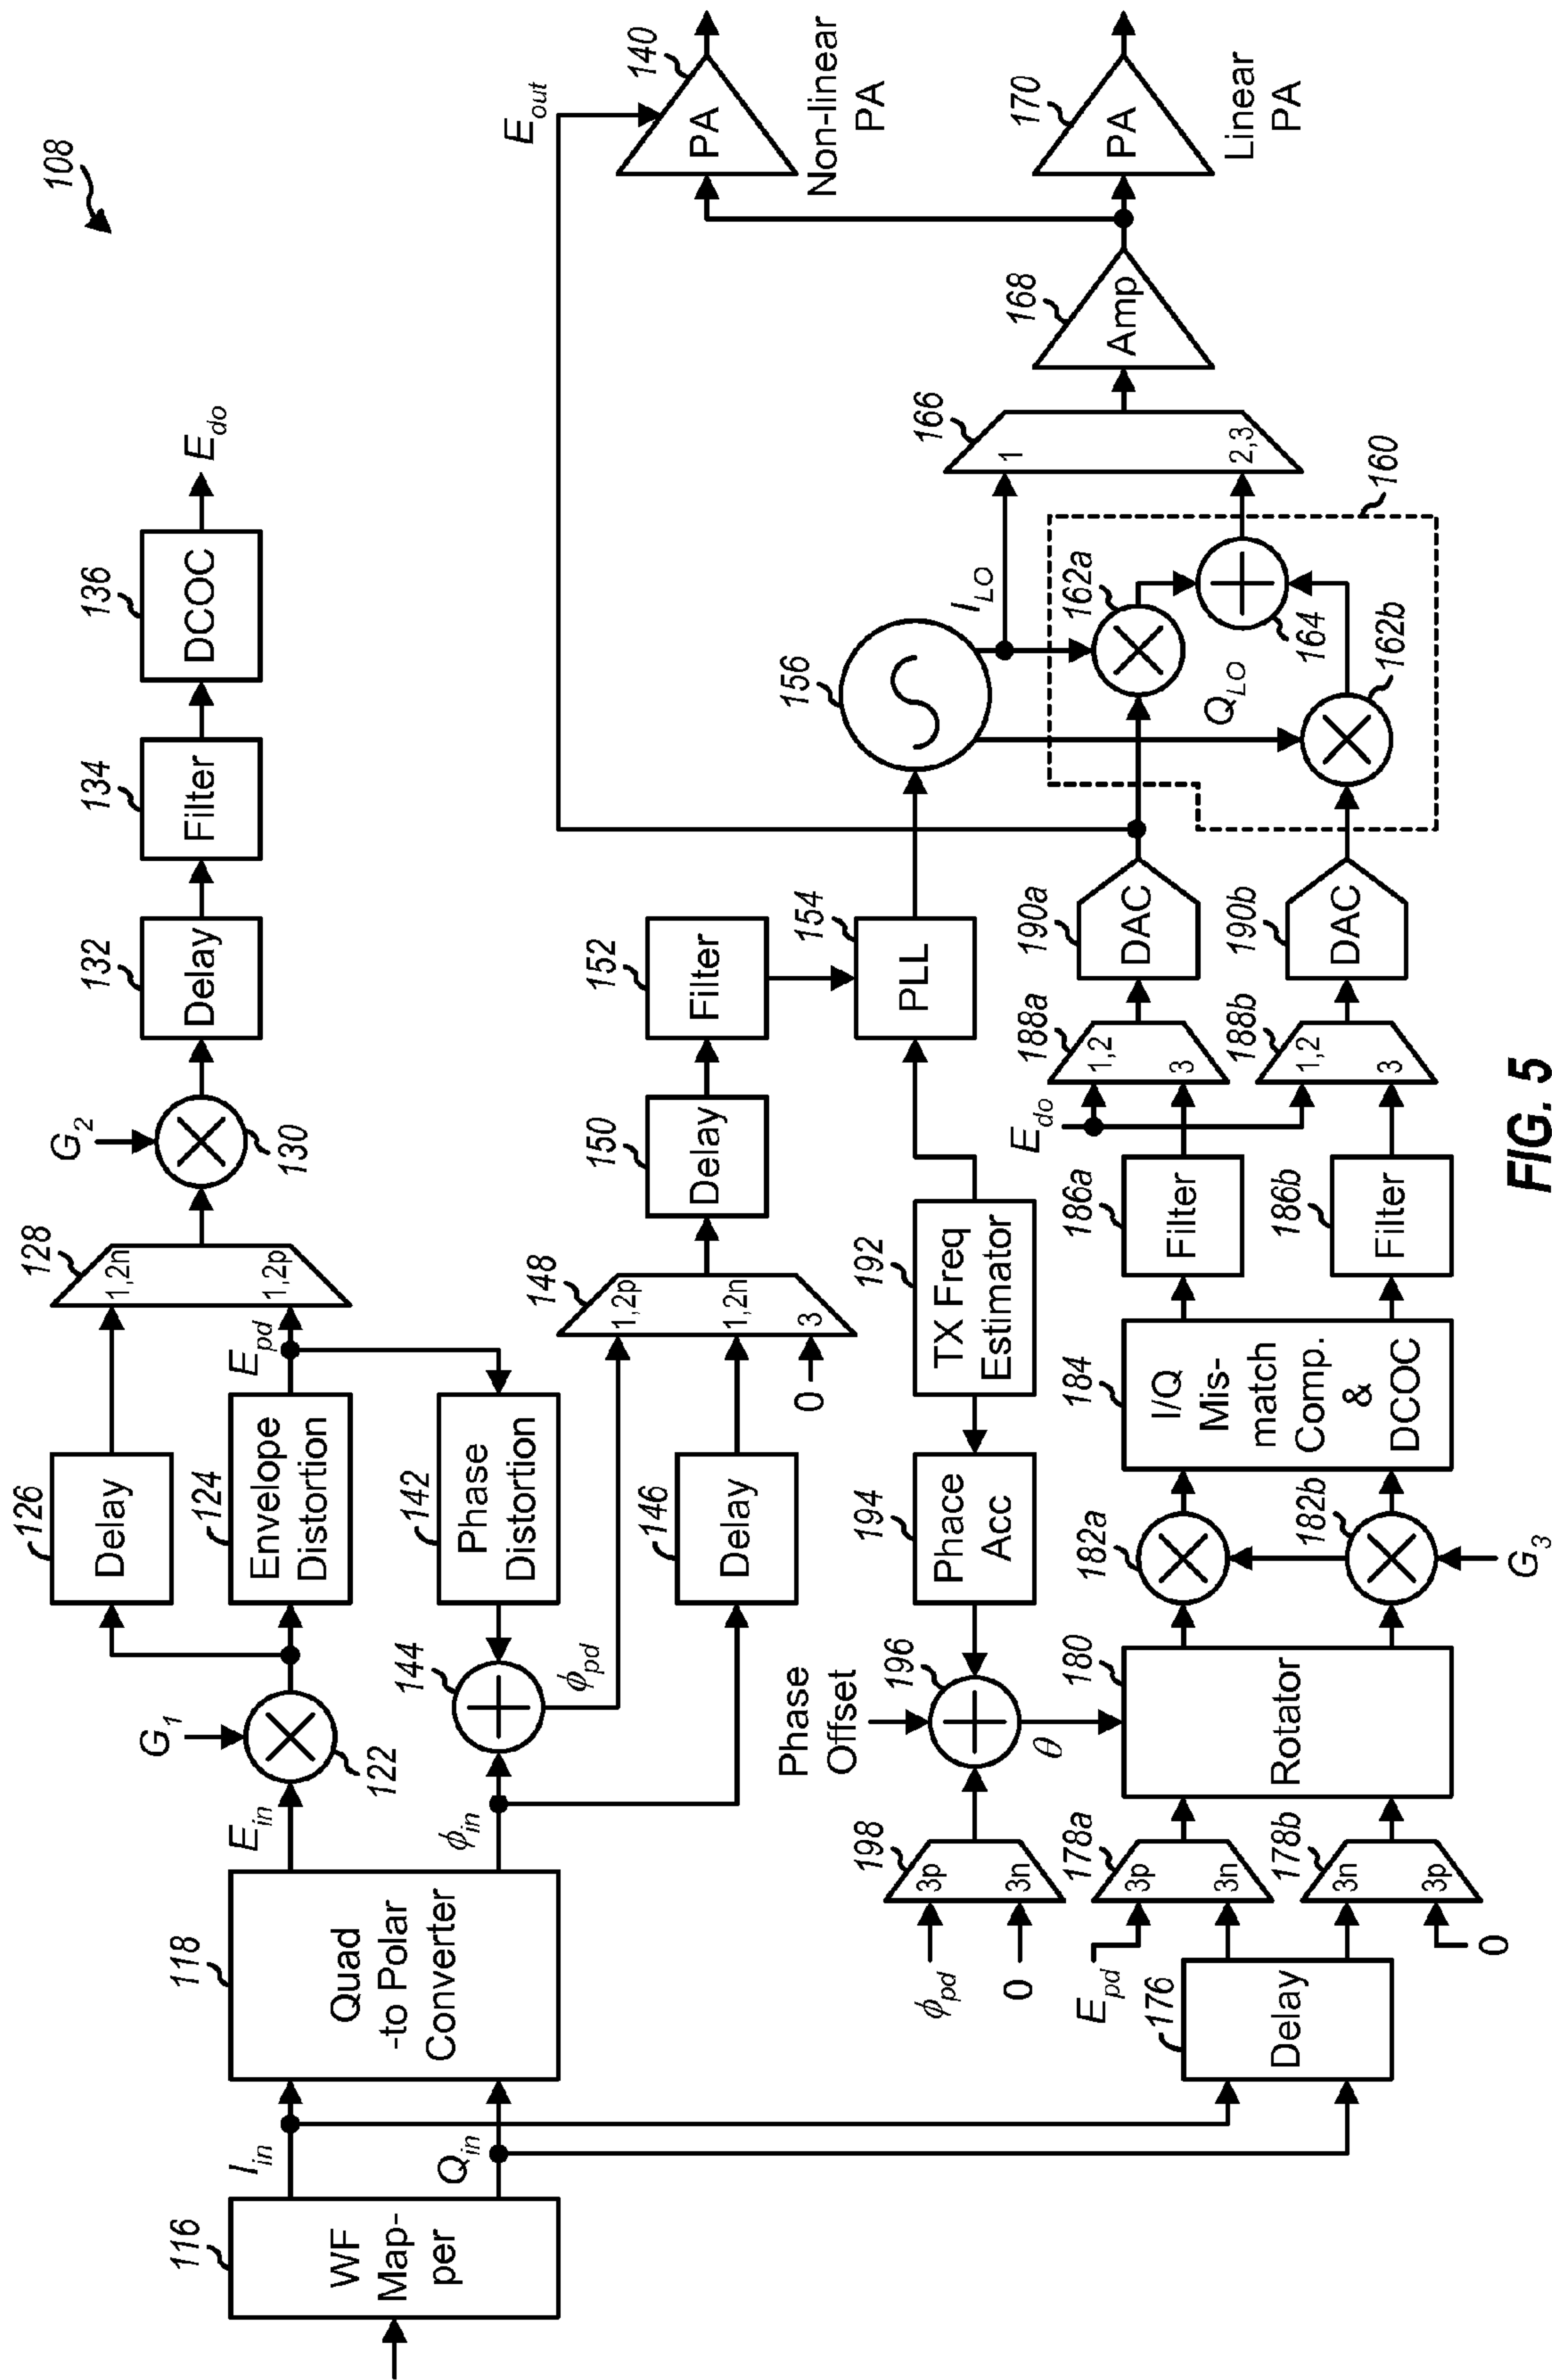 108
116
WF
Map-
per
I_in
Q_in
118
Quad
-to Polar
Converter
E_in
ϕ_in
G_1
122
126
Delay
124
Envelope
Distortion
E_pd
128
1,2n
1,2p
G_2
130
132
Delay
134
Filter
136
DCOC
E_do
142
Phase
Distortion
144
ϕ_pd
146
Delay
148
1,2p
1,2n
3
0
150
Delay
152
Filter
154
PLL
156
I_LO
Q_LO
E_out
140
PA
Non-linear
PA
170
PA
Linear
PA
168
Amp
166
1
2,3
160
162a
164
162b
192
TX Freq
Estimator
194
Phace
Acc
196
Phase
Offset
θ
198
3p
3n
ϕ_pd
0
E_pd
176
Delay
178a
3p
3n
178b
3n
3p
0
180
Rotator
182a
182b
G_3
184
I/Q
Mis-
match
Comp.
&
DCOC
186a
Filter
186b
Filter
E_do
188a
1,2
3
188b
1,2
3
190a
DAC
190b
DAC
FIG. 5